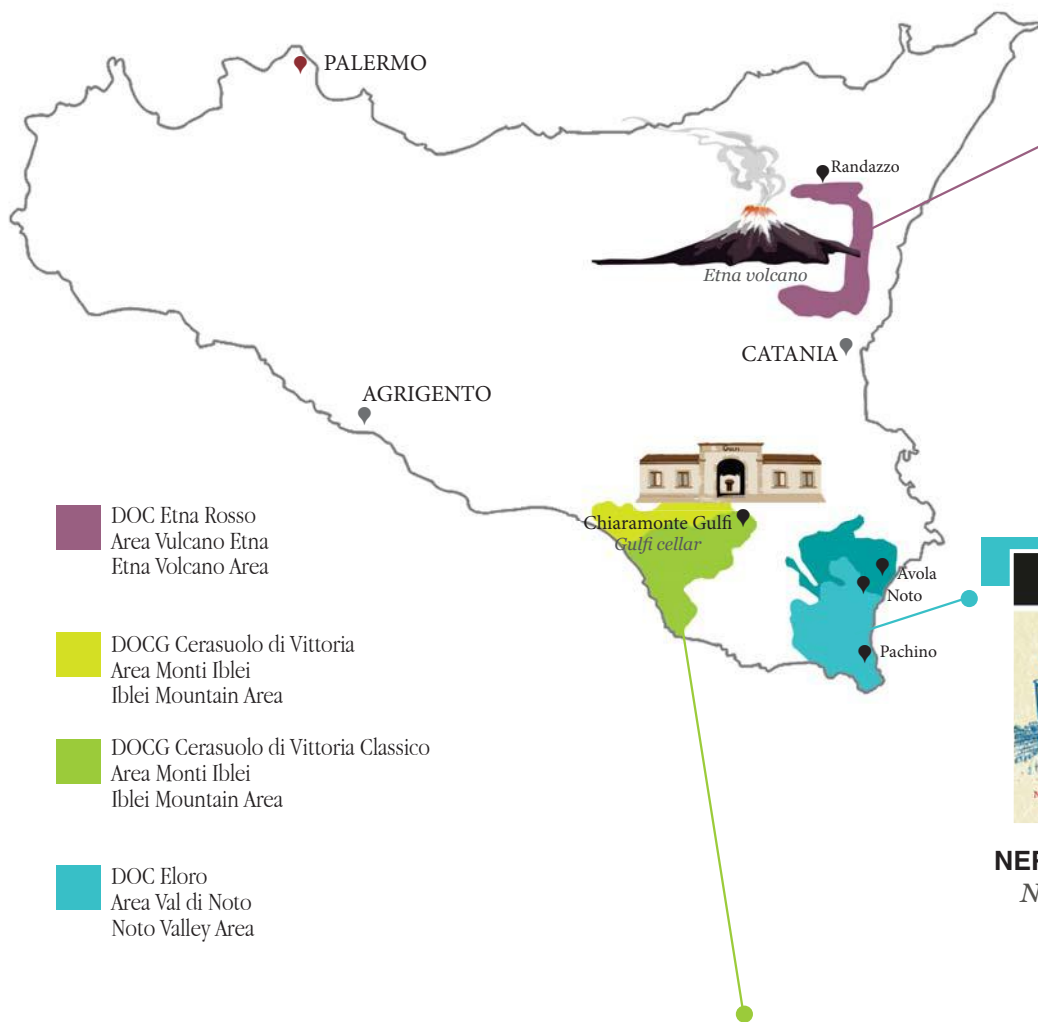 PALERMO
Randazzo
Etna volcano
CATANIA
AGRIGENTO
GULFI
Chiaramonte Gulfi
Gulfi cellar
Avola
Noto
Pachino
DOC Etna Rosso
Area Vulcano Etna
Etna Volcano Area
DOCG Cerasuolo di Vittoria
Area Monti Iblei
Iblei Mountain Area
DOCG Cerasuolo di Vittoria Classico
Area Monti Iblei
Iblei Mountain Area
DOC Eloro
Area Val di Noto
Noto Valley Area